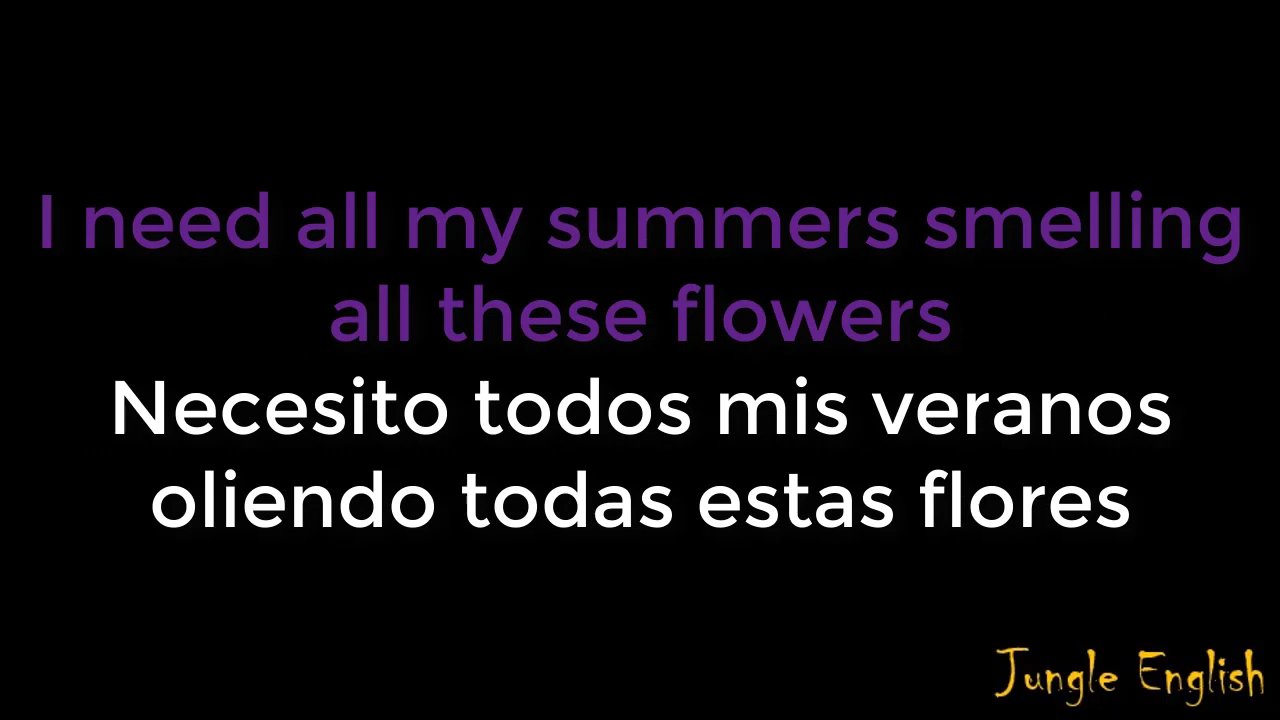 I need all my summers smelling
all these flowers
Necesito todos mis veranos
oliendo todas estas flores
Jungle English